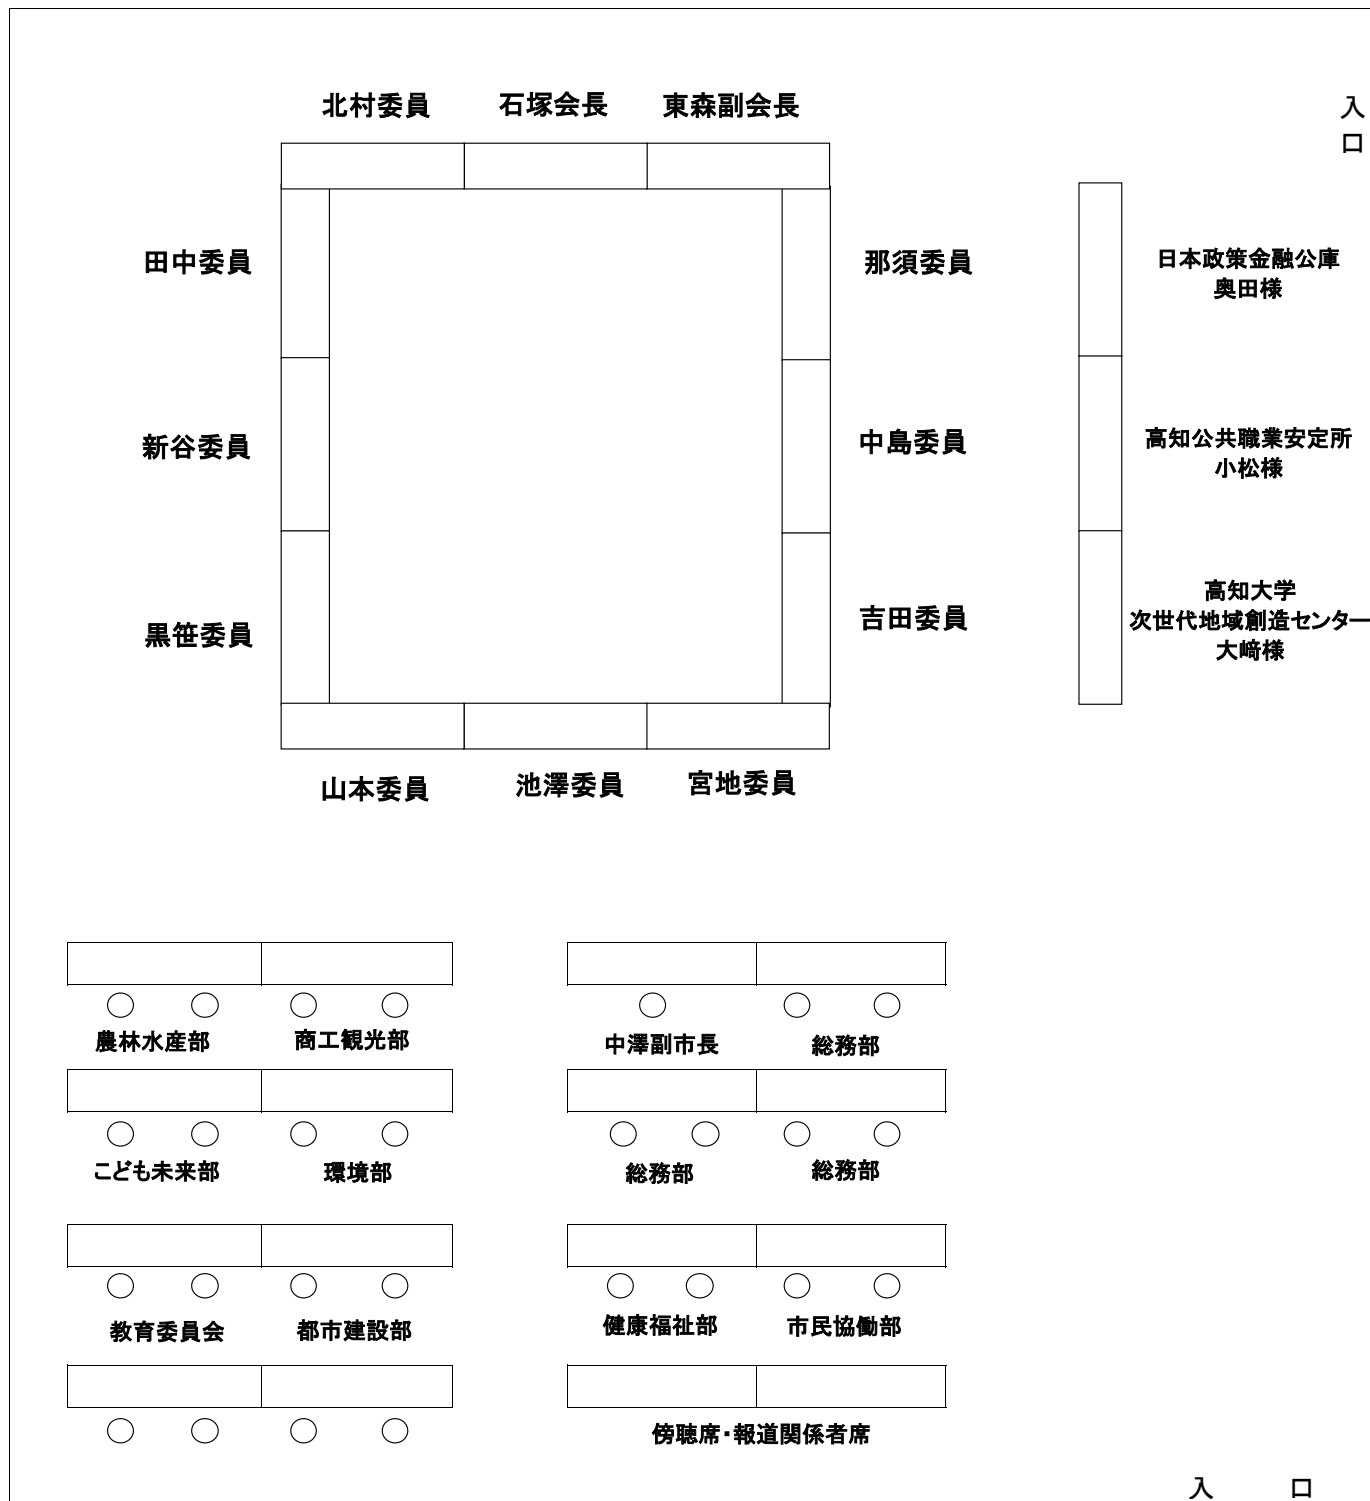 北村委員 石塚会長 東森副会長
入
口
田中委員
那須委員
日本政策金融公庫
奥田様
新谷委員
中島委員
高知公共職業安定所
小松様
黒笹委員
吉田委員
高知大学
次世代地域創造センター
大﨑様
山本委員 池澤委員 宮地委員
農林水産部 商工観光部 中澤副市長 総務部
こども未来部 環境部 総務部 総務部
教育委員会 都市建設部 健康福祉部 市民協働部
傍聴席・報道関係者席
入 口